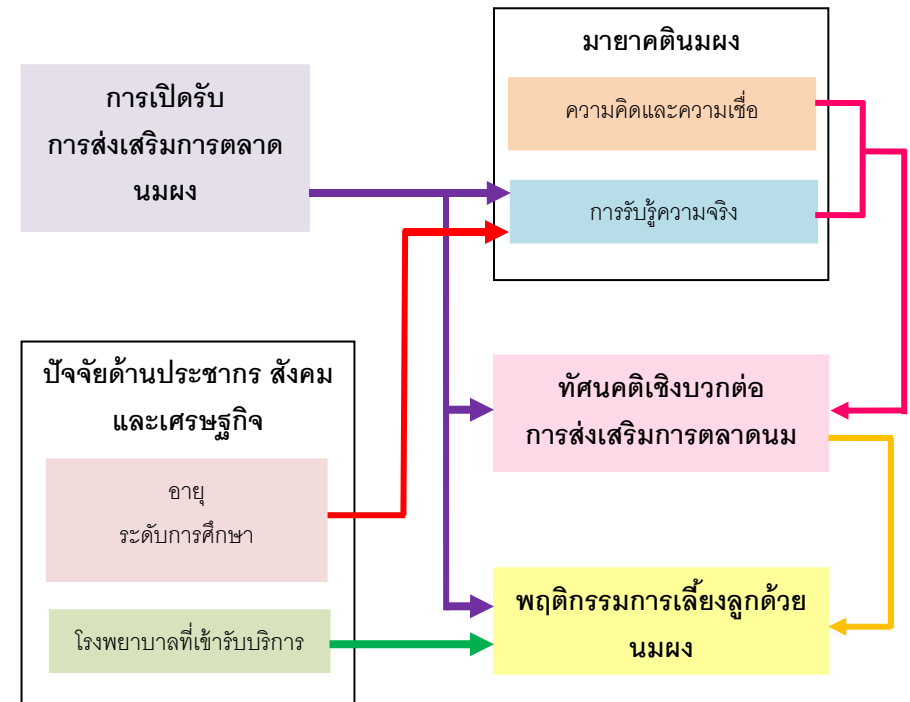 การเปิดรับ
การส่งเสริมการตลาด
นมผง
มายาคตินมผง
ความคิดและความเชื่อ
การรับรู้ความจริง
ปัจจัยด้านประชากร สังคม
และเศรษฐกิจ
อายุ
ระดับการศึกษา
โรงพยาบาลที่เข้ารับบริการ
ทัศนคติเชิงบวกต่อ
การส่งเสริมการตลาดนม
พฤติกรรมการเลี้ยงลูกด้วย
นมผง